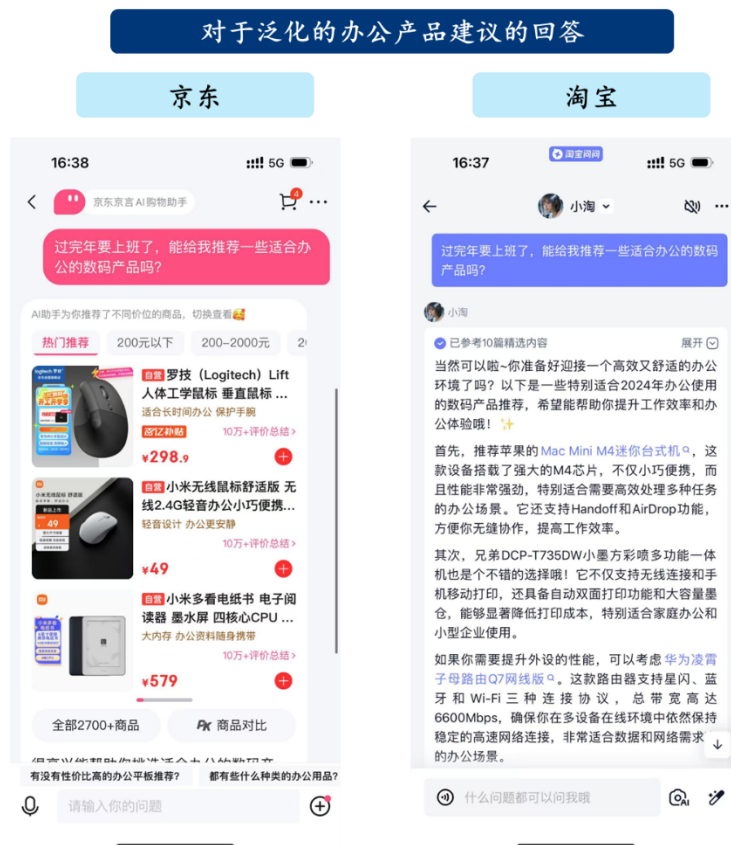 对于泛化的办公产品建议的回答
京东
淘宝
16:38
5G
京东京言AI购物助手
4
过完年要上班了，能给我推荐一些适合办
公的数码产品吗?
AI助手为你推荐了不同价位的商品，切换查看
热门推荐
200元以下
200-2000元
自营 罗技（Logetech）Lift
人体工学鼠标 垂直鼠标 ...
适合长时间办公 保护手腕
10万+评价总结>
¥298.9
自营 小米无线鼠标舒适版 无
线2.4G轻音办公小巧便携...
轻音设计 办公更安静
10万+评价总结>
¥49
自营 小米多看电纸书 电子阅
读器 墨水屏 四核心CPU ...
大内存 办公资料随身携带
10万+评价总结>
¥579
全部2700+商品
PK 商品对比
有没有性价比高的办公平板推荐?
都有些什么种类的办公用品?
请输入你的问题
16:37
淘宝问问
5G
小淘
过完年要上班了，能给我推荐一些适合办公的数码
产品吗?
小淘
已参考10篇精选内容
展开
当然可以啦~你准备好迎接一个高效又舒适的办公
环境了吗？以下是一些特别适合2024年办公使用
的数码产品推荐，希望能帮助你提升工作效率和办
公体验哦！
首先，推荐苹果的Mac Mini M4迷你台式机，这
款设备搭载了强大的M4芯片，不仅小巧便携，而
且性能非常强劲，特别适合需要高效处理多种任务
的办公场景。它还支持Handoff和AirDrop功能，
方便你无缝协作，提高工作效率。
其次，兄弟DCP-T735DW小墨方彩喷多功能一体
机也是个不错的选择哦！它不仅支持无线连接和手
机移动打印，还具备自动双面打印功能和大容量墨
仓，能够显著降低打印成本，特别适合家庭办公和
小型企业使用。
如果你需要提升外设的性能，可以考虑华为凌霄
子母路由Q7网线版。这款路由器支持星闪、蓝
牙和Wi-Fi三种连接协议，总带宽高达
6600Mbps，确保你在多设备在线环境中依然保持
稳定的高速网络连接，非常适合数据和网络需求
的办公场景。
什么问题都可以问我哦